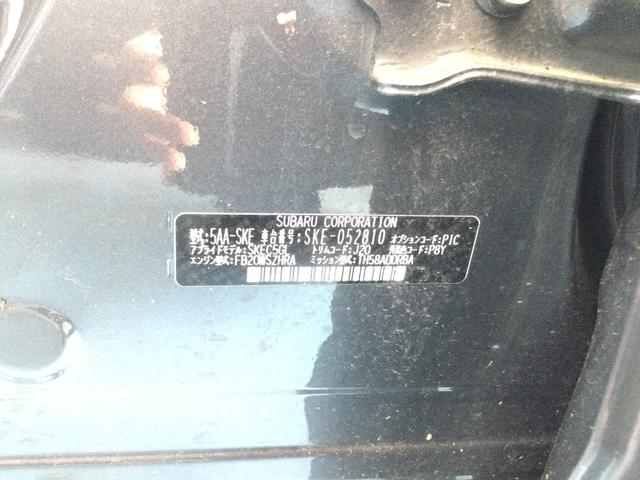 SUBARU CORPORATION
型式:5AA-SKE 車台番号:SKE-052810 オプションコード:PIC
アプライドモデル:SKEC5GL トリムコード:J20 外装色コード:P8Y
エンジン型式:FB20WSZHRA ミッション型式:TH58ADDRBA